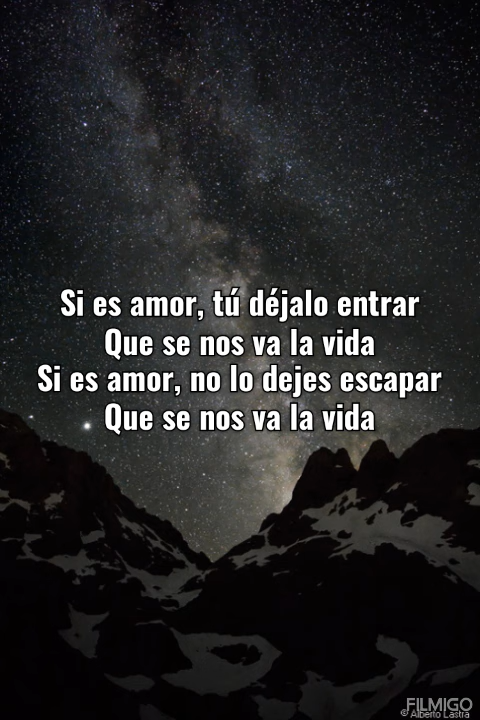 Si es amor, tú déjalo entrar
Que se nos va la vida
Si es amor, no lo dejes escapar
Que se nos va la vida
FILMIGO
© Alberto Lastra